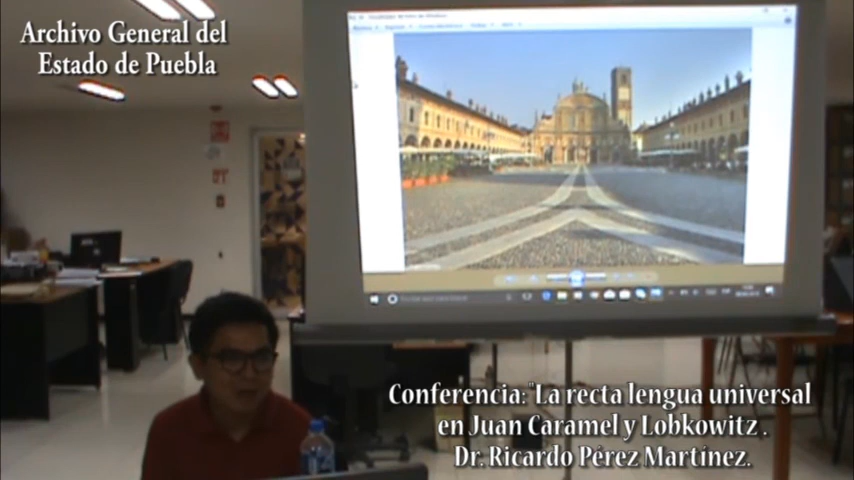 Archivo General del
Estado de Puebla
Conferencia: "La recta lengua universal
en Juan Caramel y Lobkowitz .
Dr. Ricardo Pérez Martínez.